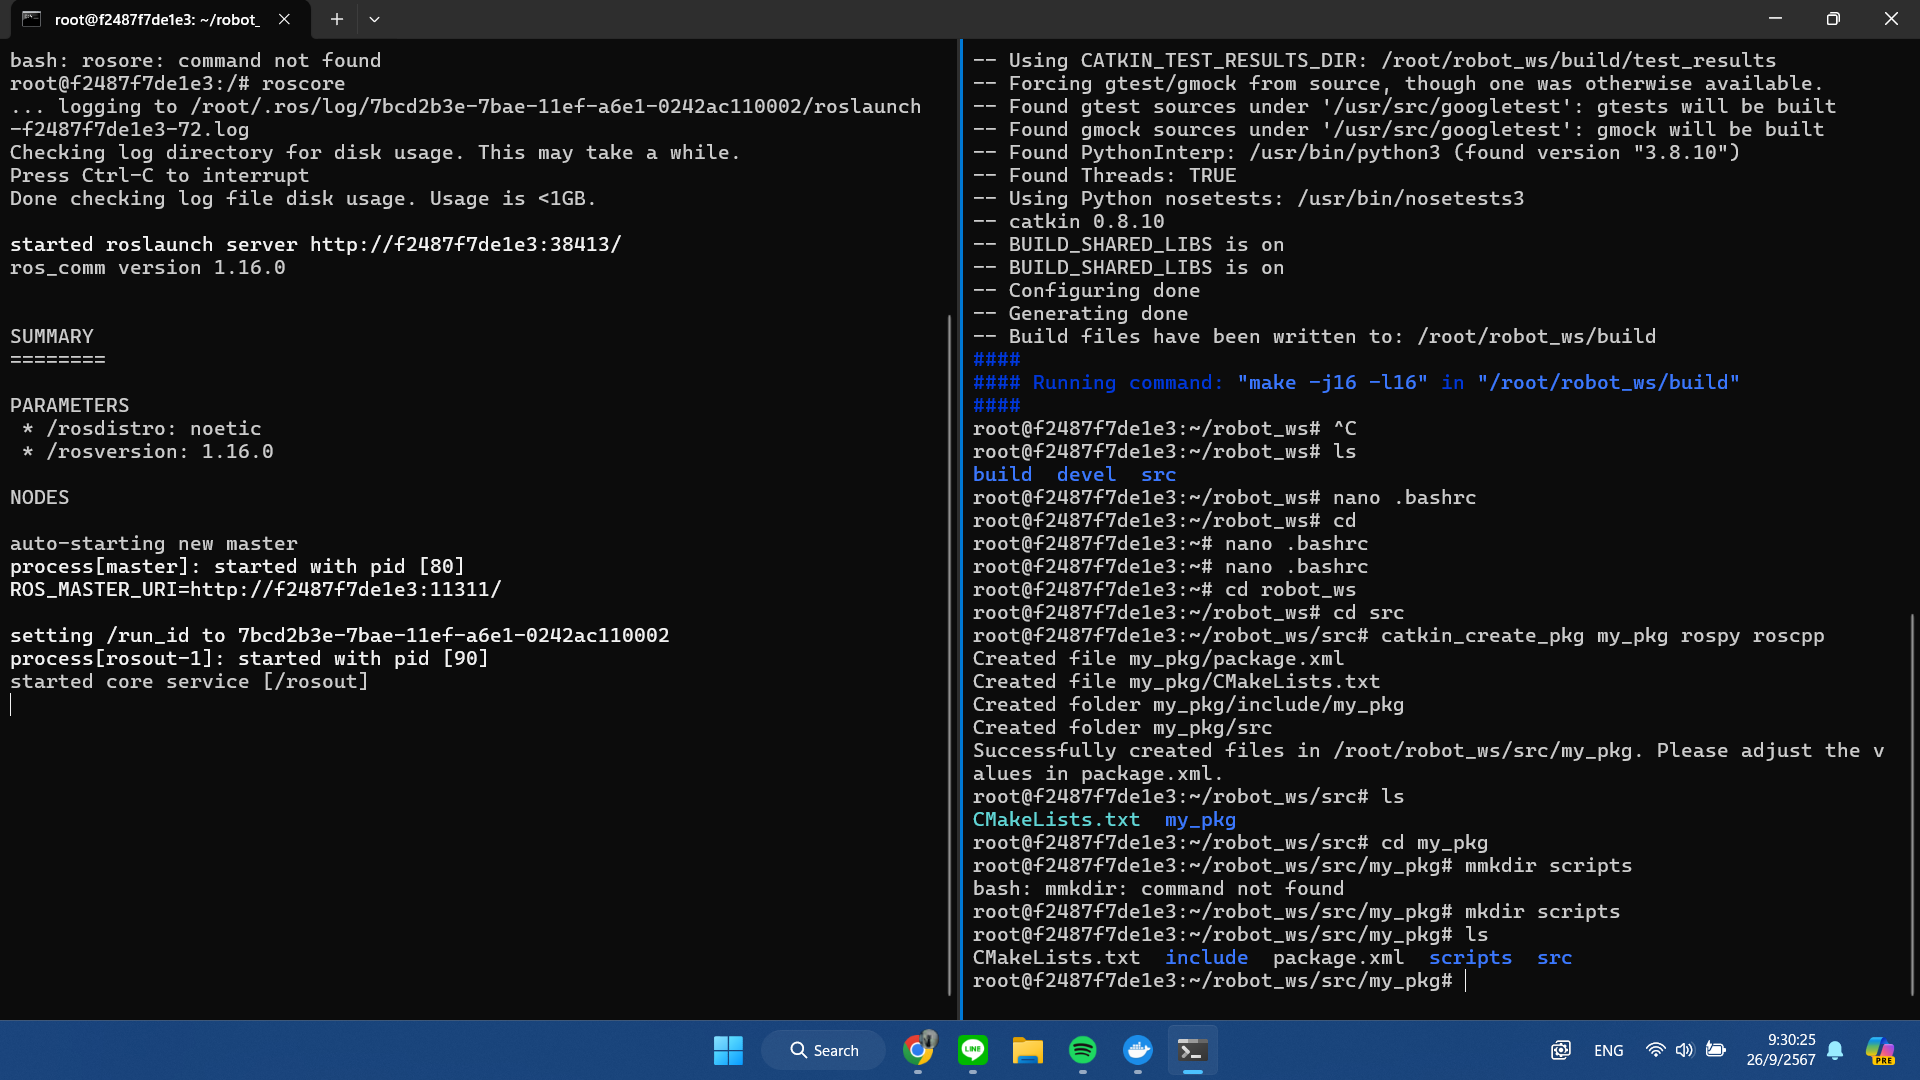 root@f2487f7de1e3: ~/robot_
bash: rosore: command not found
root@f2487f7de1e3:/# roscore
... logging to /root/.ros/log/7bcd2b3e-7bae-11ef-a6e1-0242ac110002/roslaunch
-f2487f7de1e3-72.log
Checking log directory for disk usage. This may take a while.
Press Ctrl-C to interrupt
Done checking log file disk usage. Usage is <1GB.
started roslaunch server http://f2487f7de1e3:38413/
ros_comm version 1.16.0
SUMMARY
========
PARAMETERS
* /rosdistro: noetic
* /rosversion: 1.16.0
NODES
auto-starting new master
process[master]: started with pid [80]
ROS_MASTER_URI=http://f2487f7de1e3:11311/
setting /run_id to 7bcd2b3e-7bae-11ef-a6e1-0242ac110002
process[rosout-1]: started with pid [90]
started core service [/rosout]
-- Using CATKIN_TEST_RESULTS_DIR: /root/robot_ws/build/test_results
-- Forcing gtest/gmock from source, though one was otherwise available.
-- Found gtest sources under '/usr/src/googletest': gtests will be built
-- Found gmock sources under '/usr/src/googletest': gmock will be built
-- Found PythonInterp: /usr/bin/python3 (found version "3.8.10")
-- Found Threads: TRUE
-- Using Python nosetests: /usr/bin/nosetests3
-- catkin 0.8.10
-- BUILD_SHARED_LIBS is on
-- BUILD_SHARED_LIBS is on
-- Configuring done
-- Generating done
-- Build files have been written to: /root/robot_ws/build
####
#### Running command: "make -j16 -l16" in "/root/robot_ws/build"
####
root@f2487f7de1e3:~/robot_ws# ^C
root@f2487f7de1e3:~/robot_ws# ls
build devel src
root@f2487f7de1e3:~/robot_ws# nano .bashrc
root@f2487f7de1e3:~/robot_ws# cd
root@f2487f7de1e3:~# nano .bashrc
root@f2487f7de1e3:~# nano .bashrc
root@f2487f7de1e3:~# cd robot_ws
root@f2487f7de1e3:~/robot_ws# cd src
root@f2487f7de1e3:~/robot_ws/src# catkin_create_pkg my_pkg rospy roscpp
Created file my_pkg/package.xml
Created file my_pkg/CMakeLists.txt
Created folder my_pkg/include/my_pkg
Created folder my_pkg/src
Successfully created files in /root/robot_ws/src/my_pkg. Please adjust the v
alues in package.xml.
root@f2487f7de1e3:~/robot_ws/src# ls
CMakeLists.txt my_pkg
root@f2487f7de1e3:~/robot_ws/src# cd my_pkg
root@f2487f7de1e3:~/robot_ws/src/my_pkg# mmkdir scripts
bash: mmkdir: command not found
root@f2487f7de1e3:~/robot_ws/src/my_pkg# mkdir scripts
root@f2487f7de1e3:~/robot_ws/src/my_pkg# ls
CMakeLists.txt include package.xml scripts src
root@f2487f7de1e3:~/robot_ws/src/my_pkg#
Search
LINE
ENG
9:30:25
26/9/2567
PRE